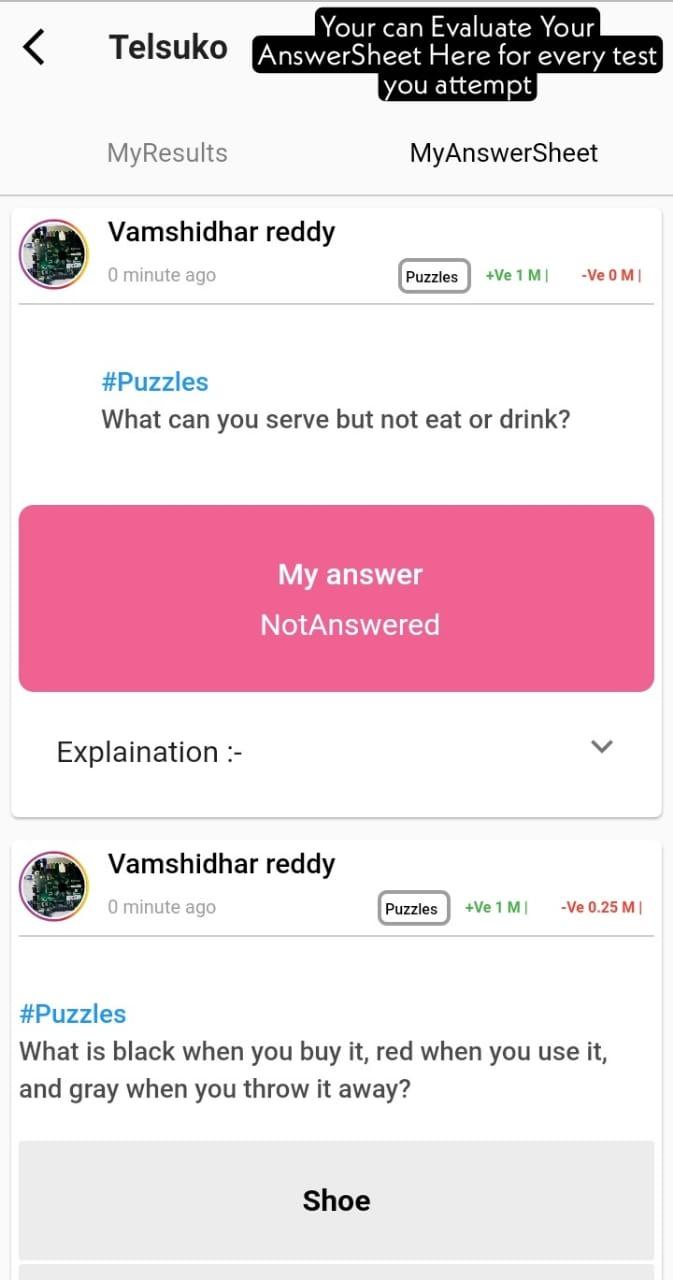 Telsuko
Your can Evaluate Your
AnswerSheet Here for every test
you attempt
MyResults
MyAnswerSheet
Vamshidhar reddy
0 minute ago
Puzzles
+Ve 1 M |
-Ve 0 M |
#Puzzles
What can you serve but not eat or drink?
My answer
NotAnswered
Explaination :-
Vamshidhar reddy
0 minute ago
Puzzles
+Ve 1 M |
-Ve 0.25 M |
#Puzzles
What is black when you buy it, red when you use it,
and gray when you throw it away?
Shoe